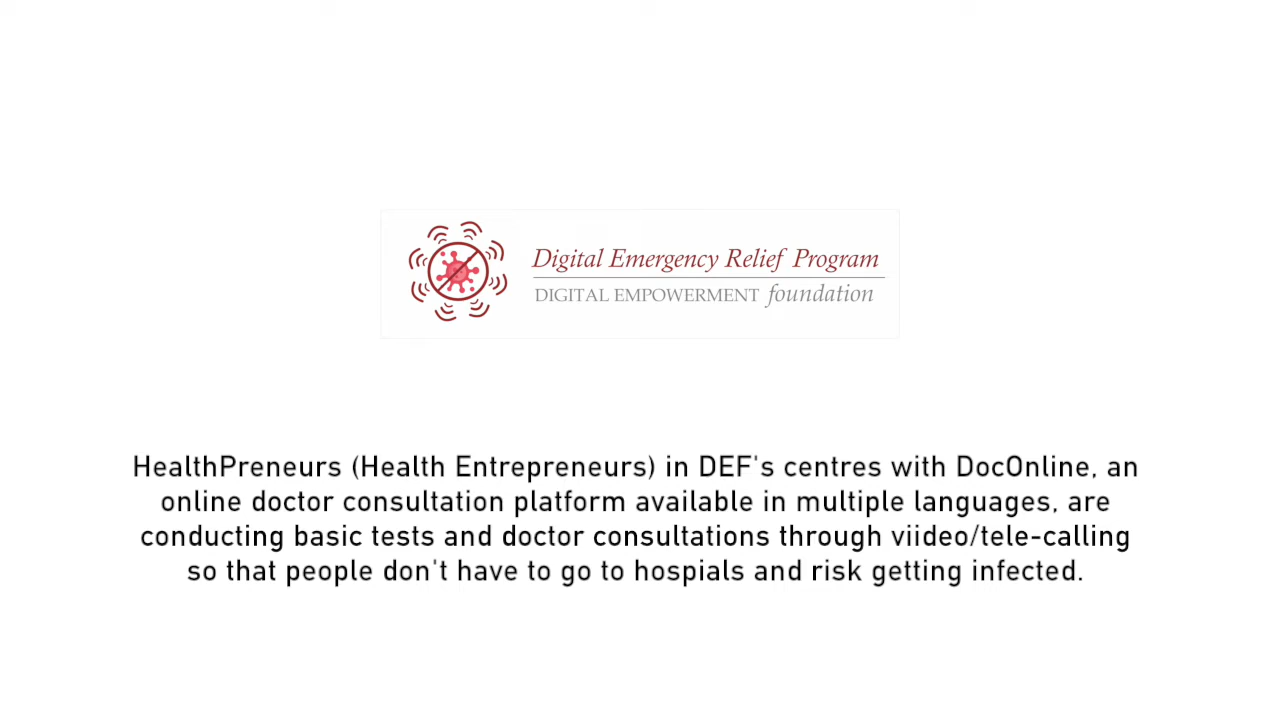 Digital Emergency Relief Program
DIGITAL EMPOWERMENT foundation
HealthPreneurs (Health Entrepreneurs) in DEF's centres with DocOnline, an
online doctor consultation platform available in multiple languages, are
conducting basic tests and doctor consultations through viideo/tele-calling
so that people don't have to go to hospials and risk getting infected.